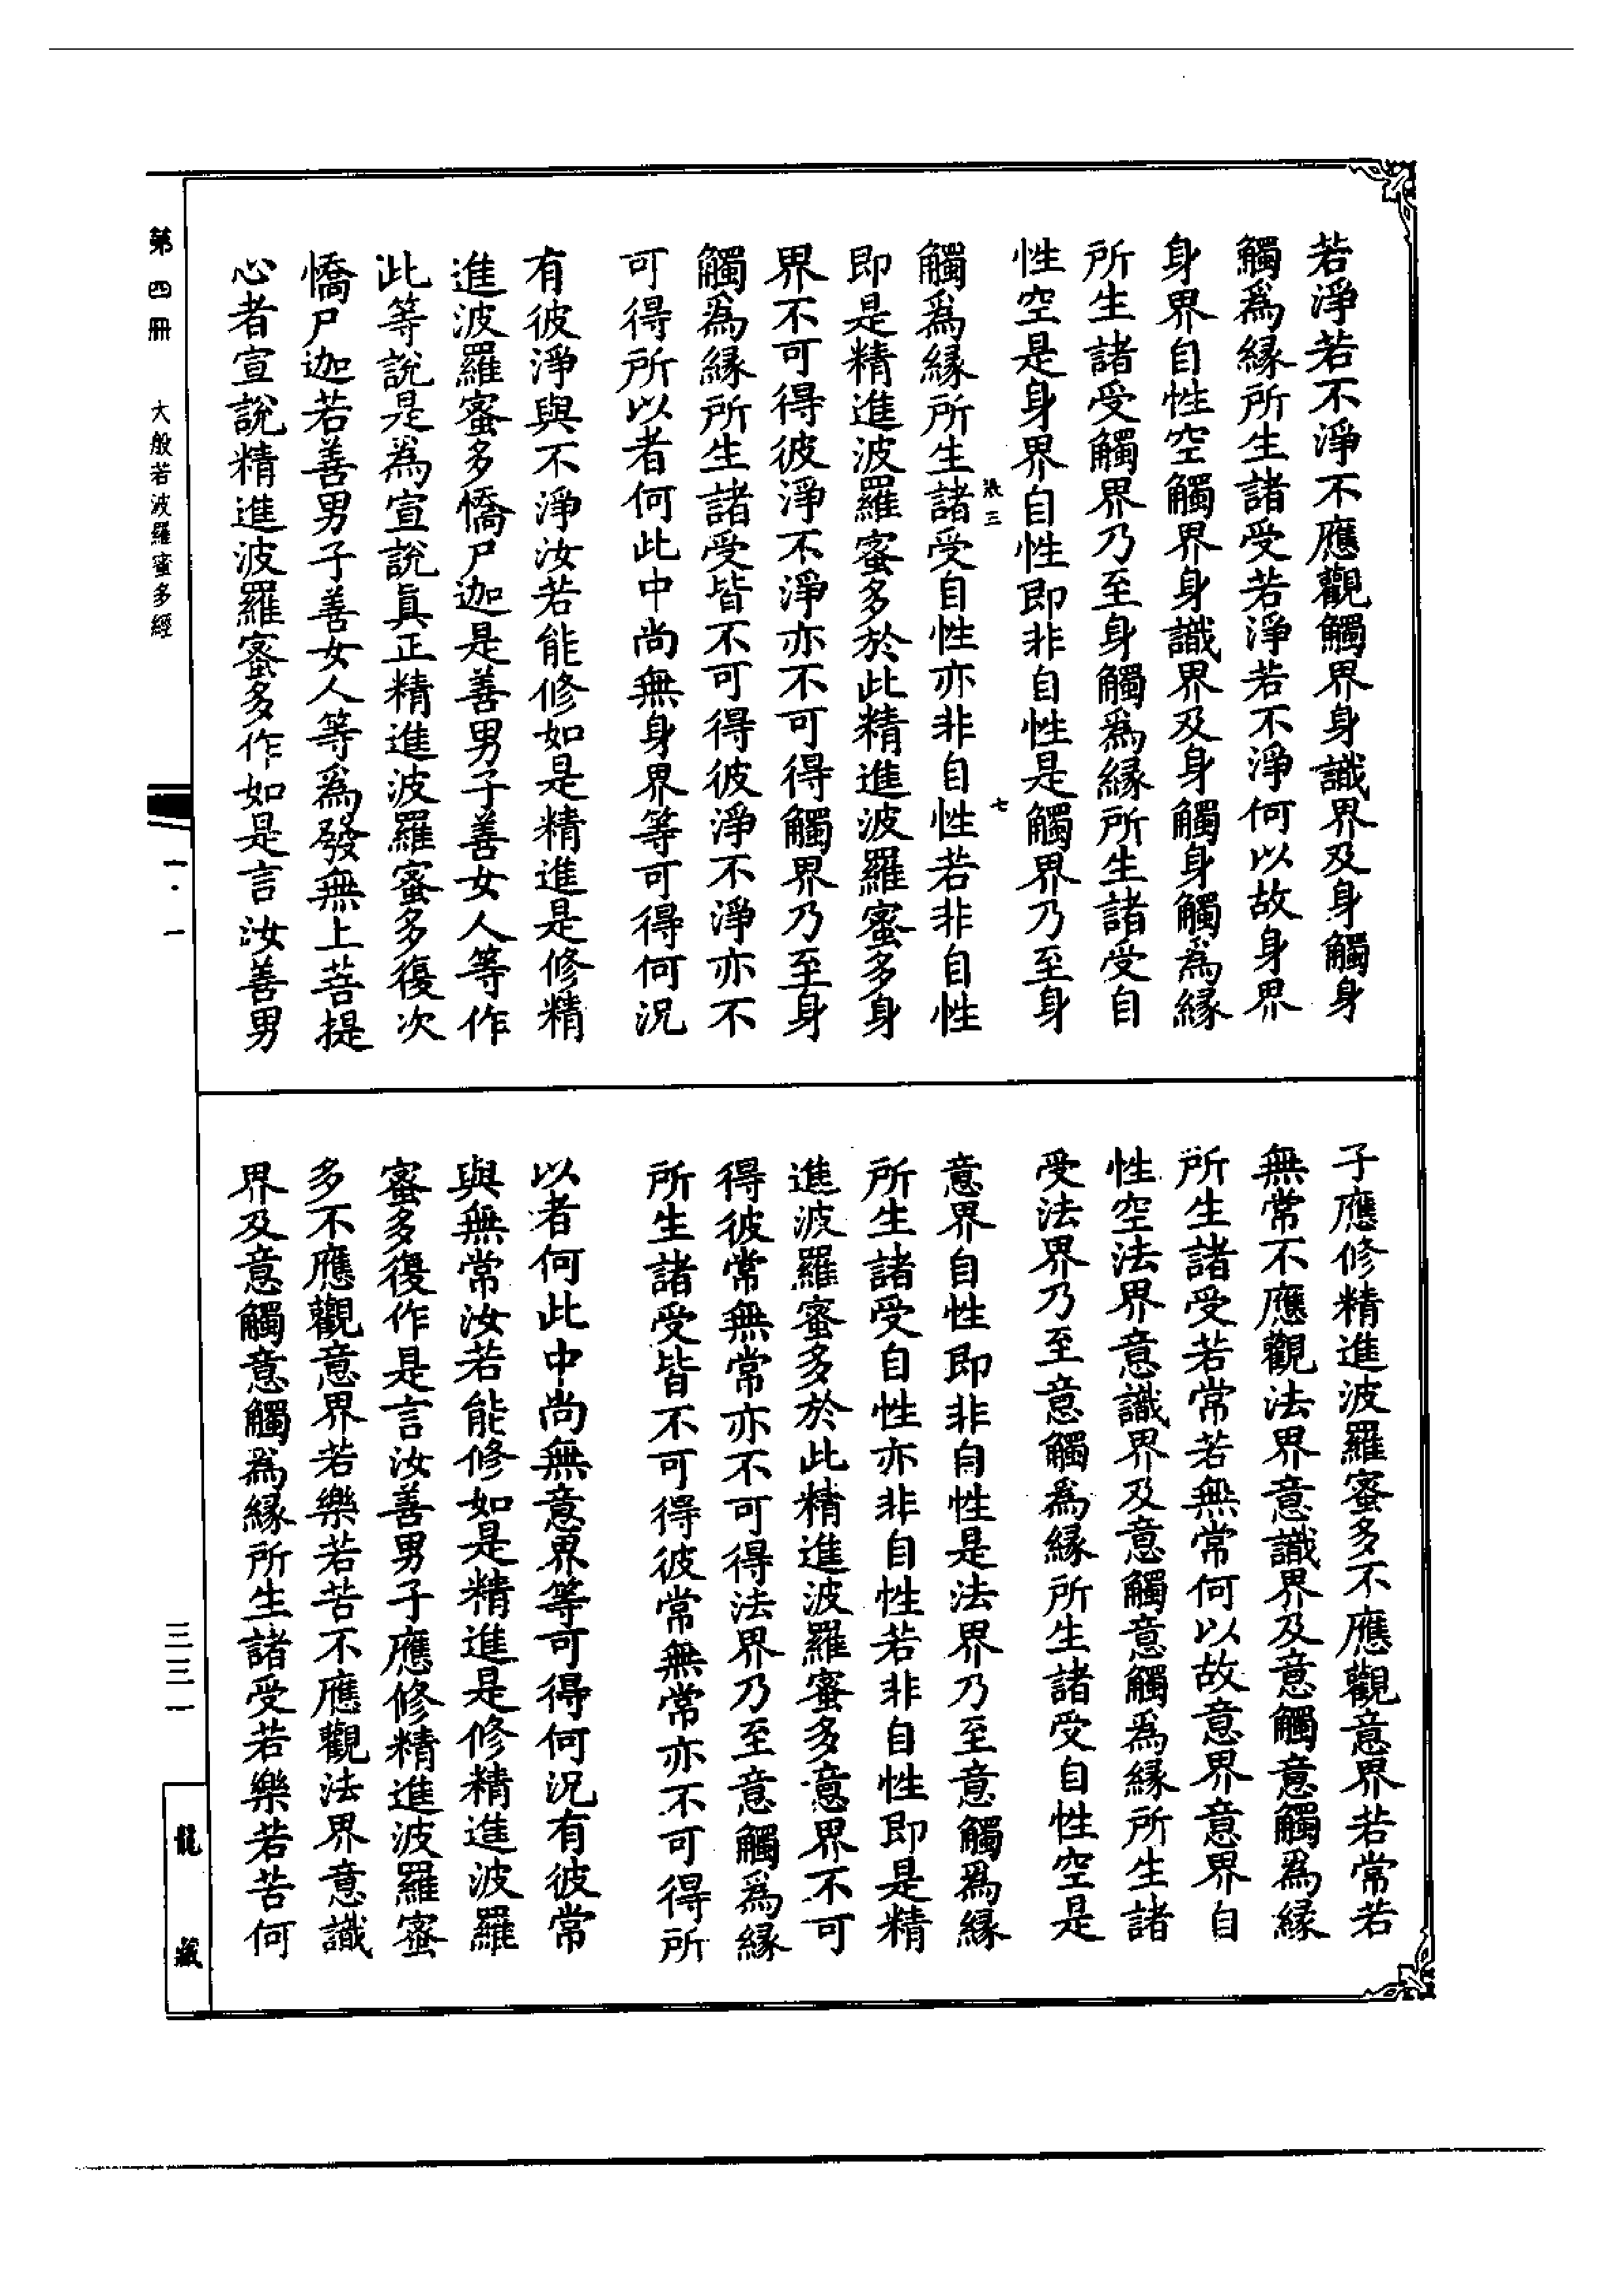 若淨若不淨不應觀觸界身識界及身觸身
觸爲緣所生諸受若淨若不淨何以故身界
身界自性空觸界身識界及身觸身觸爲緣
所生諸受觸界乃至身觸爲緣所生諸受自
性空是身界自性即非自性是觸界乃至身
張三
七
觸爲緣所生諸受自性亦非自性若非自性
即是精進波羅蜜多於此精進波羅蜜多身
界不可得彼淨不淨亦不可得觸界乃至身
觸爲緣所生諸受皆不可得彼淨不淨亦不
可得所以者何此中尚無身界等可得何況
有彼淨與不淨汝若能修如是精進是修精
進波羅蜜多憍尸迦是善男子善女人等作
此等說是爲宣說眞正精進波羅蜜多復次
憍尸迦若善男子善女人等爲發無上菩提
心者宣說精進波羅蜜多作如是言汝善男
子應修精進波羅蜜多不應觀意界若常若
無常不應觀法界意識界及意觸意觸爲緣
所生諸受若常若無常何以故意界意界自
性空法界意識界及意觸意觸爲緣所生諸
受法界乃至意觸爲緣所生諸受自性空是
意界自性即非自性是法界乃至意觸爲緣
所生諸受自性亦非自性若非自性即是精
進波羅蜜多於此精進波羅蜜多意界不可
得彼常無常亦不可得法界乃至意觸爲緣
所生諸受皆不可得彼常無常亦不可得所
以者何此中尚無意界等可得何況有彼常
與無常汝若能修如是精進是修精進波羅
蜜多復作是言汝善男子應修精進波羅蜜
多不應觀意界若樂若苦不應觀法界意識
界及意觸意觸爲緣所生諸受若樂若苦何
第四冊 大般若波羅蜜多經
一·一
三三一
龍藏